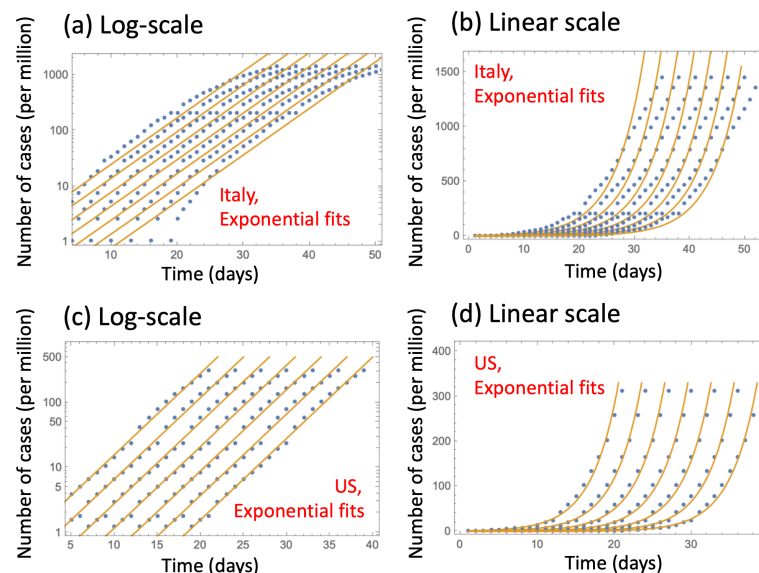 (a) Log-scale
Number of cases (per million)
1000
100
10
1
Italy,
Exponential fits
10
20
30
40
50
Time (days)
(b) Linear scale
Number of cases (per million)
1500
1000
500
0
Italy,
Exponential fits
0
10
20
30
40
50
Time (days)
(c) Log-scale
Number of cases (per million)
500
100
50
10
5
1
US,
Exponential fits
5
10
15
20
25
30
35
40
Time (days)
(d) Linear scale
Number of cases (per million)
400
300
200
100
0
US,
Exponential fits
0
10
20
30
Time (days)